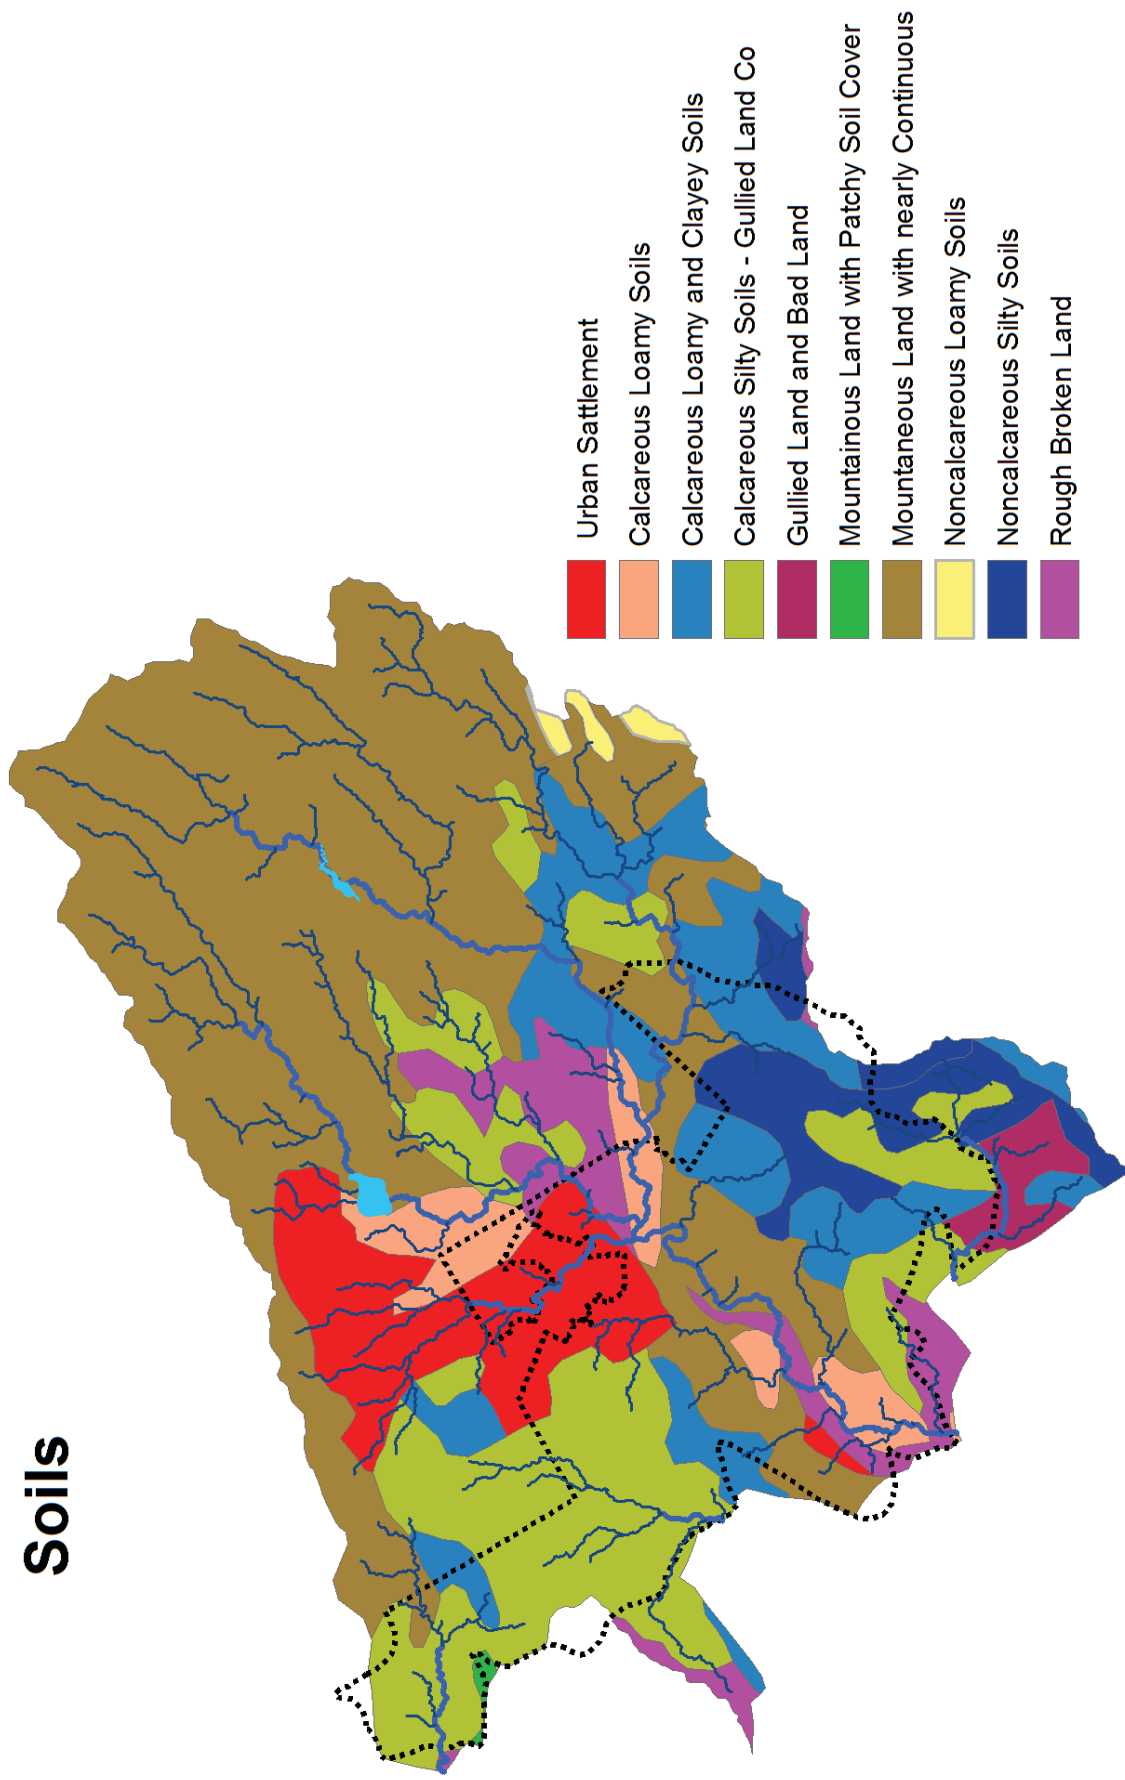 Soils
Urban Sattlement
Calcareous Loamy Soils
Calcareous Loamy and Clayey Soils
Calcareous Silty Soils - Gullied Land Co
Gullied Land and Bad Land
Mountainous Land with Patchy Soil Cover
Mountaneous Land with nearly Continuous
Noncalcareous Loamy Soils
Noncalcareous Silty Soils
Rough Broken Land